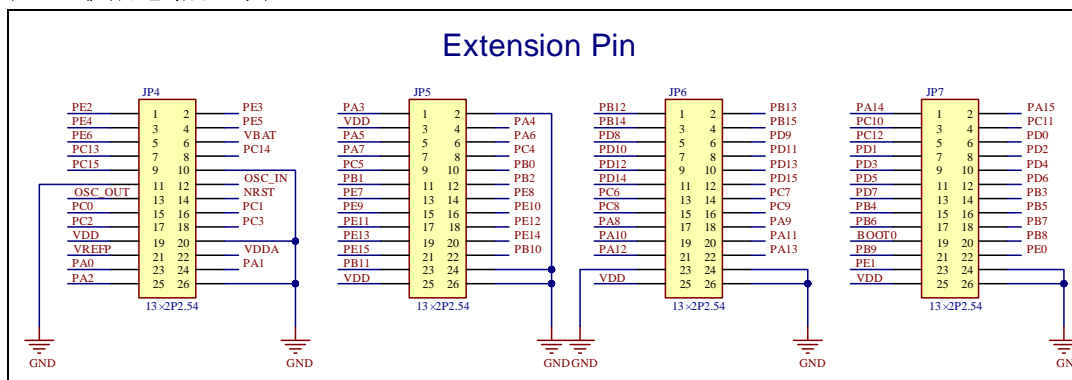 Extension Pin
JP4
PE2 1 2 PE3
PE4 3 4 PE5
PE6 5 6 VBAT
PC13 7 8 PC14
PC15 9 10
11 12 OSC_IN
OSC_OUT 13 14 NRST
PC0 15 16 PC1
PC2 17 18 PC3
VDD 19 20
VREFP 21 22 VDDA
PA0 23 24 PA1
PA2 25 26
13×2P2.54
GND
GND
JP5
PA3 1 2
VDD 3 4 PA4
PA5 5 6 PA6
PA7 7 8 PC4
PC5 9 10 PB0
PB1 11 12 PB2
PE7 13 14 PE8
PE9 15 16 PE10
PE11 17 18 PE12
PE13 19 20 PE14
PE15 21 22 PB10
PB11 23 24
VDD 25 26
13×2P2.54
GND
JP6
PB12 1 2 PB13
PB14 3 4 PB15
PD8 5 6 PD9
PD10 7 8 PD11
PD12 9 10 PD13
PD14 11 12 PD15
PC6 13 14 PC7
PC8 15 16 PC9
PA8 17 18 PA9
PA10 19 20 PA11
PA12 21 22 PA13
23 24
VDD 25 26
13×2P2.54
GND
GND
JP7
PA14 1 2 PA15
PC10 3 4 PC11
PC12 5 6 PD0
PD1 7 8 PD2
PD3 9 10 PD4
PD5 11 12 PD6
PD7 13 14 PB3
PB4 15 16 PB5
PB6 17 18 PB7
BOOT0 19 20 PB8
PB9 21 22 PE0
PE1 23 24
VDD 25 26
13×2P2.54